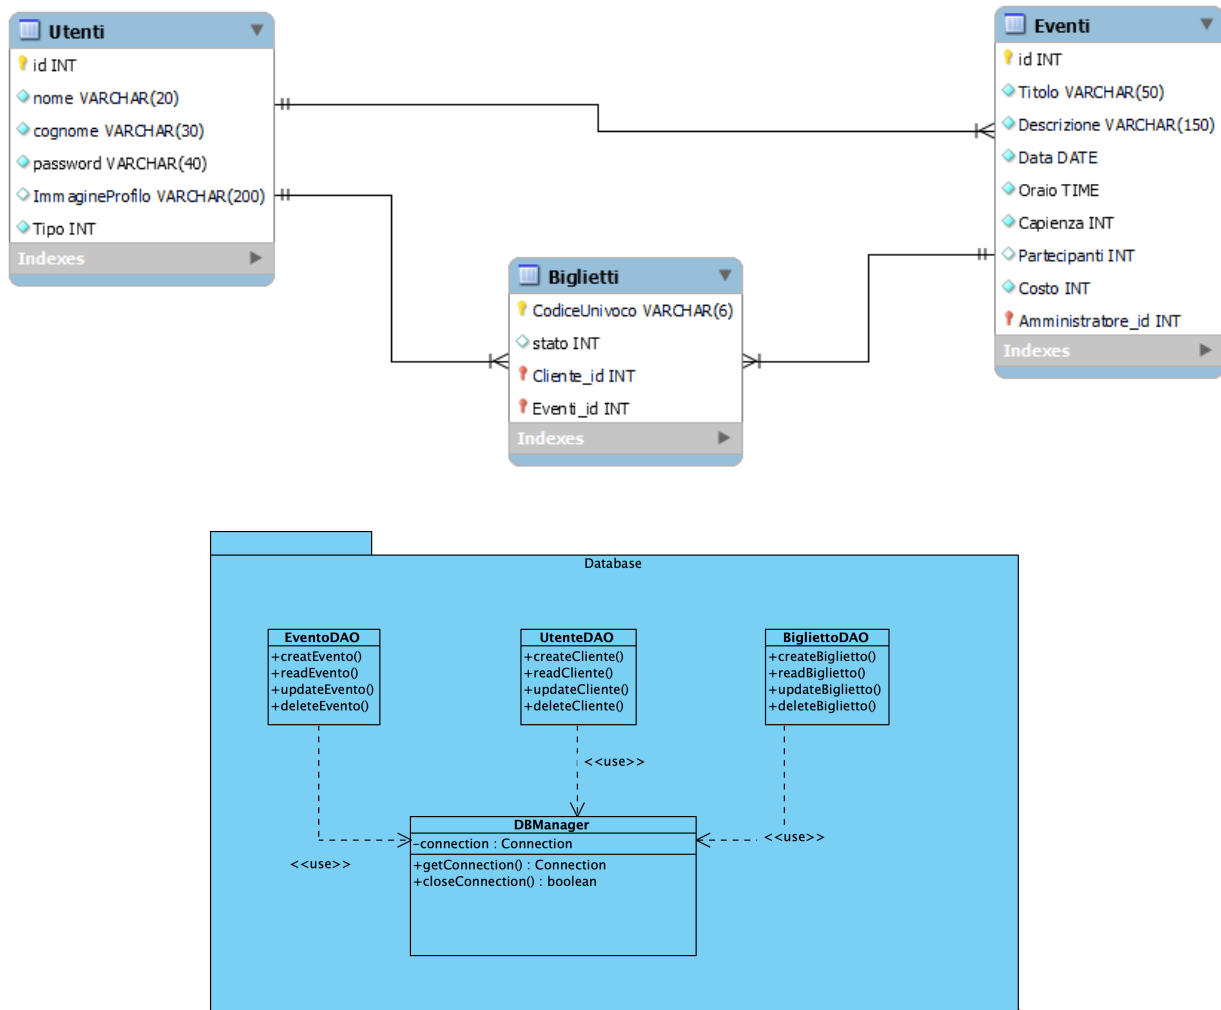 Utenti
id INT
nome VARCHAR(20)
cognome VARCHAR(30)
password VARCHAR(40)
ImmagineProfilo VARCHAR(200)
Tipo INT
Indexes
Eventi
id INT
Titolo VARCHAR(50)
Descrizione VARCHAR(150)
Data DATE
Oraio TIME
Capienza INT
Partecipanti INT
Costo INT
Amministratore_id INT
Indexes
Biglietti
CodiceUnivoco VARCHAR(6)
stato INT
Cliente_id INT
Eventi_id INT
Indexes
Database
EventoDAO
+creatEvento()
+readEvento()
+updateEvento()
+deleteEvento()
UtenteDAO
+createCliente()
+readCliente()
+updateCliente()
+deleteCliente()
BigliettoDAO
+createBiglietto()
+readBiglietto()
+updateBiglietto()
+deleteBiglietto()
<<use>>
<<use>>
<<use>>
DBManager
-connection : Connection
+getConnection() : Connection
+closeConnection() : boolean